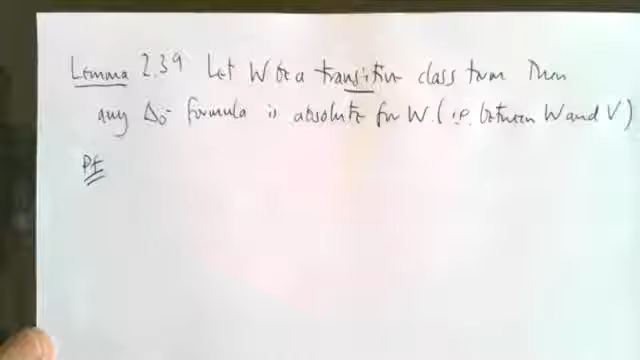 Lemma 2.39 Let W be a transitive class term Then
any Δ₀- formula is absolute for W. (i.e. between W and V)
Pf